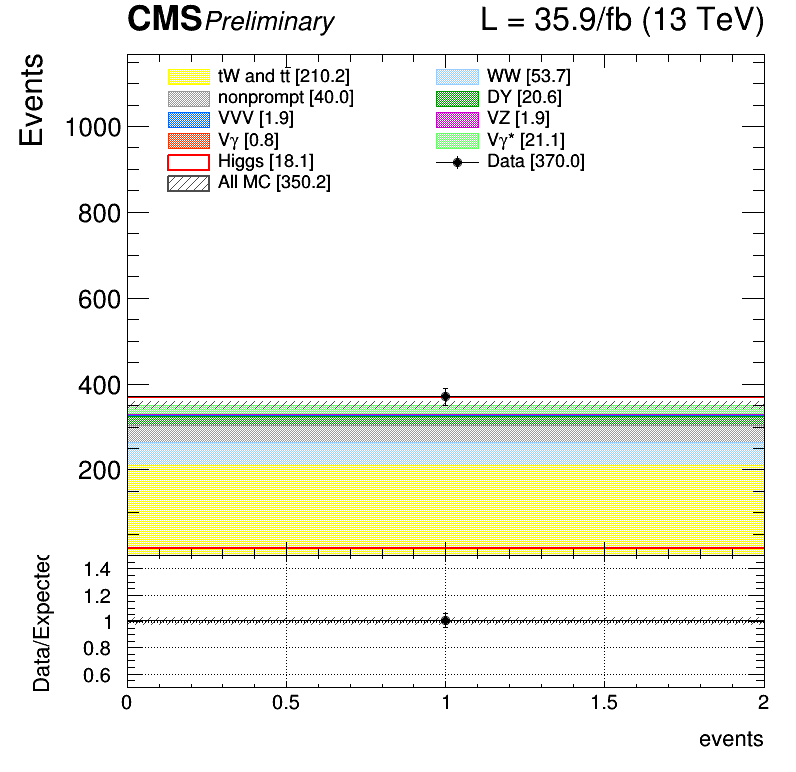 CMS Preliminary L = 35.9/fb (13 TeV)
Events
tW and tt̄ [210.2] WW [53.7]
nonprompt [40.0] DY [20.6]
VVV [1.9] VZ [1.9]
Vγ [0.8] Vγ* [21.1]
Higgs [18.1] Data [370.0]
All MC [350.2]
1000
800
600
400
200
Data/Expected
1.4
1.2
1
0.8
0.6
0 0.5 1 1.5 2
events